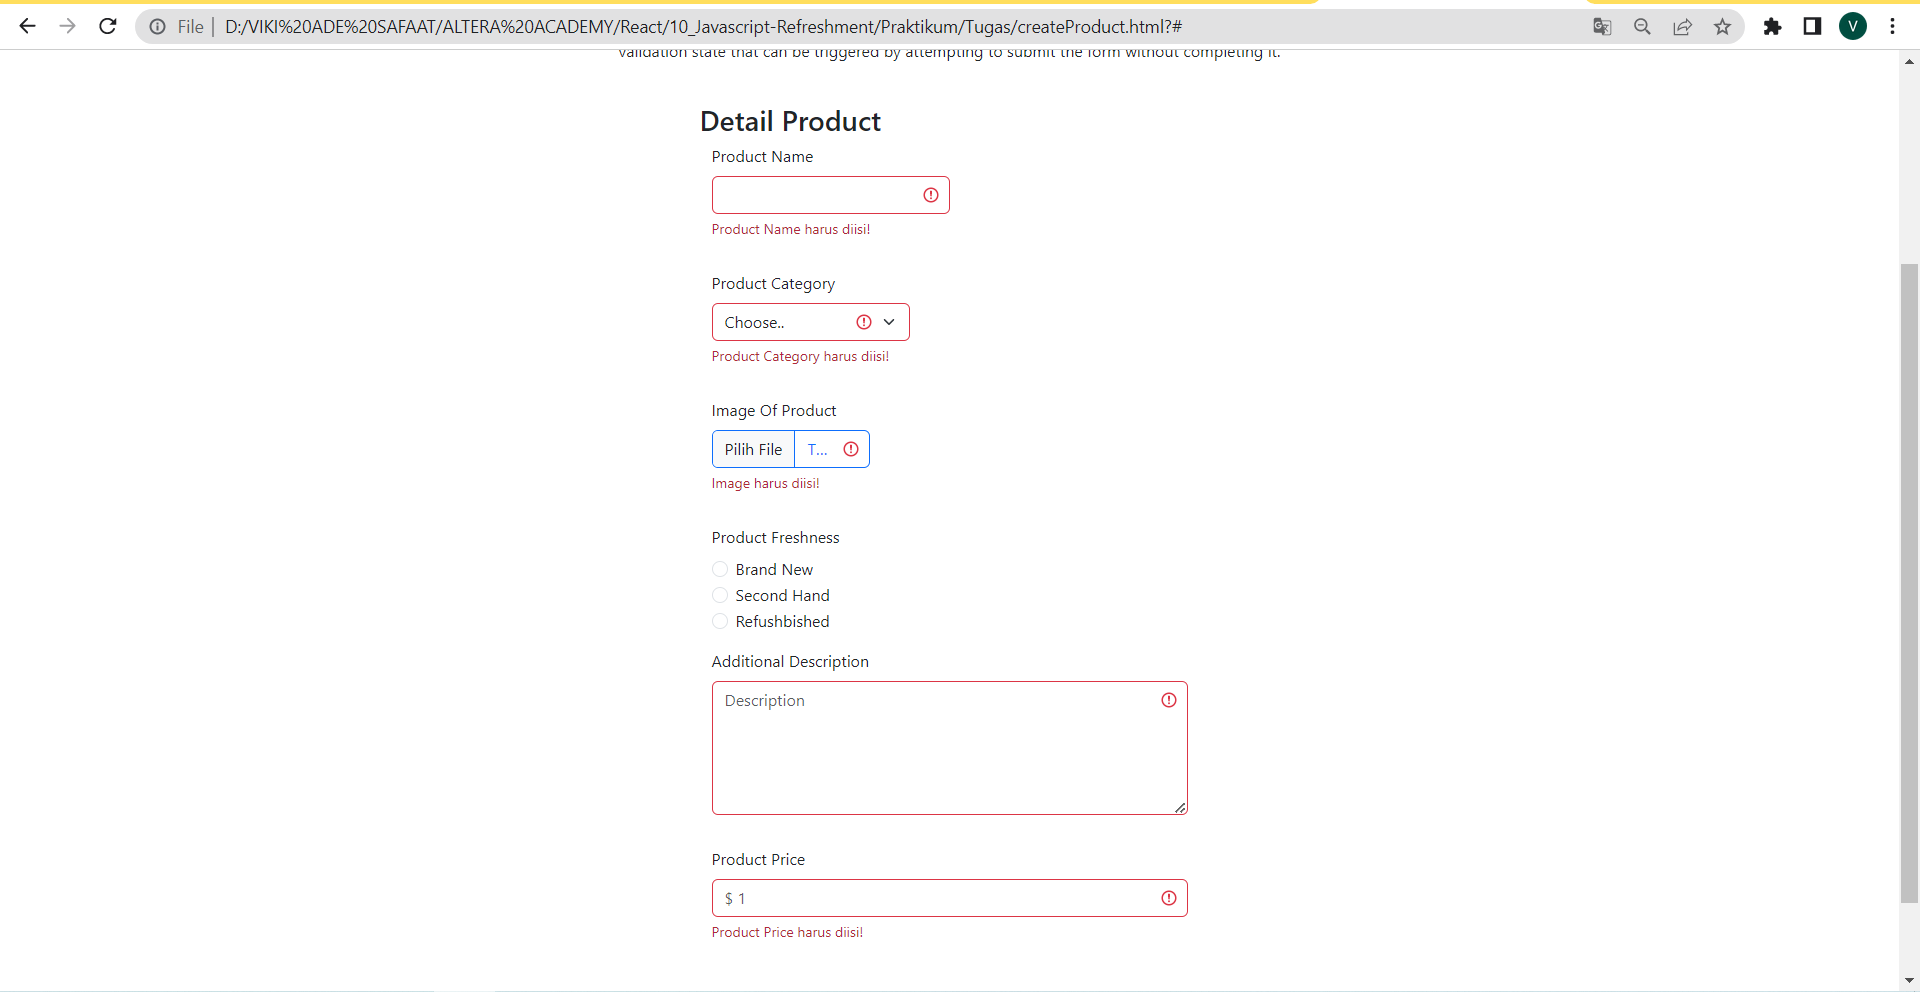 File
D:/VIKI%20ADE%20SAFAAT/ALTERA%20ACADEMY/React/10_Javascript-Refreshment/Praktikum/Tugas/createProduct.html?#
V
validation state that can be triggered by attempting to submit the form without completing it.
Detail Product
Product Name
Product Name harus diisi!
Product Category
Choose..
Product Category harus diisi!
Image Of Product
Pilih File T...
Image harus diisi!
Product Freshness
Brand New
Second Hand
Refushbished
Additional Description
Description
Product Price
$ 1
Product Price harus diisi!